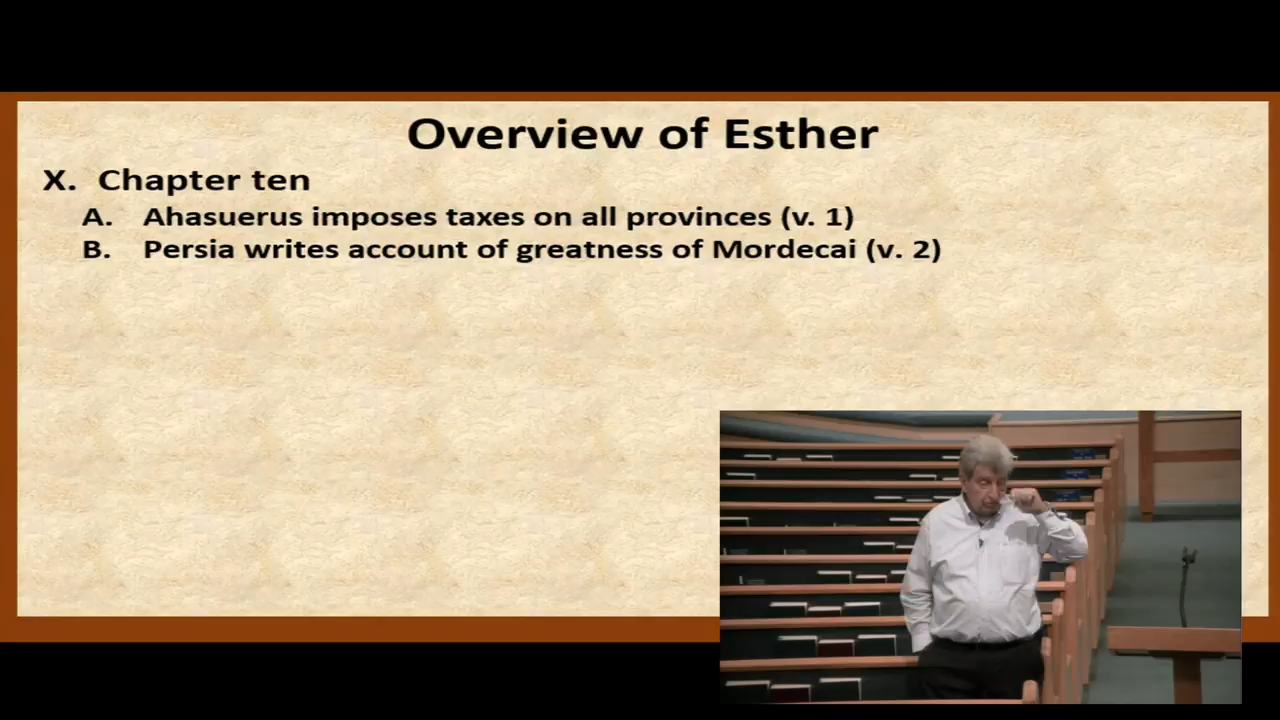 Overview of Esther
X. Chapter ten
A. Ahasuerus imposes taxes on all provinces (v. 1)
B. Persia writes account of greatness of Mordecai (v. 2)